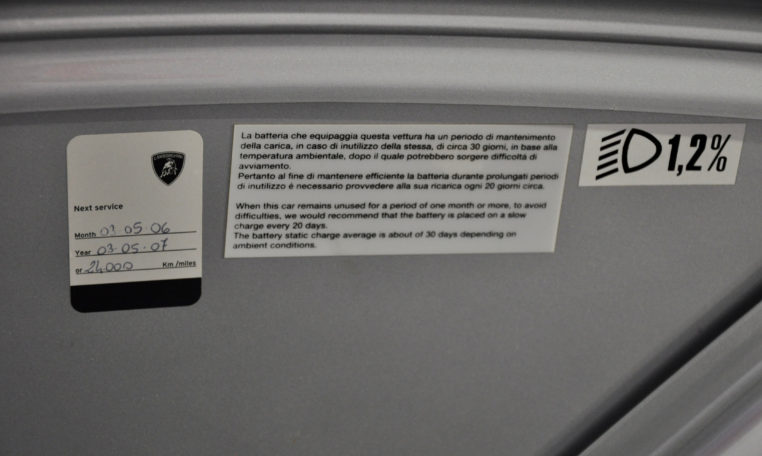 LAMBORGHINI
Next service
Month 03 05 06
Year 03.05.07
or 24000 Km/miles
La batteria che equipaggia questa vettura ha un periodo di mantenimento
della carica, in caso di inutilizzo della stessa, di circa 30 giorni, in base alla
temperatura ambientale, dopo il quale potrebbero sorgere difficoltà di
avviamento.
Pertanto al fine di mantenere efficiente la batteria durante prolungati periodi
di inutilizzo è necessario provvedere alla sua ricarica ogni 20 giorni circa.
When this car remains unused for a period of one month or more, to avoid
difficulties, we would recommend that the battery is placed on a slow
charge every 20 days.
The battery static charge average is about of 30 days depending on
ambient conditions.
1,2%